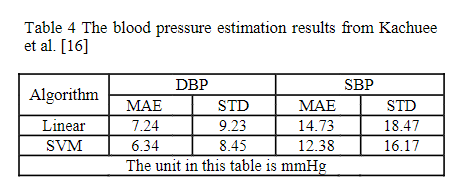 Table 4 The blood pressure estimation results from Kachuee
et al. [16]
Algorithm DBP SBP
MAE STD MAE STD
Linear 7.24 9.23 14.73 18.47
SVM 6.34 8.45 12.38 16.17
The unit in this table is mmHg